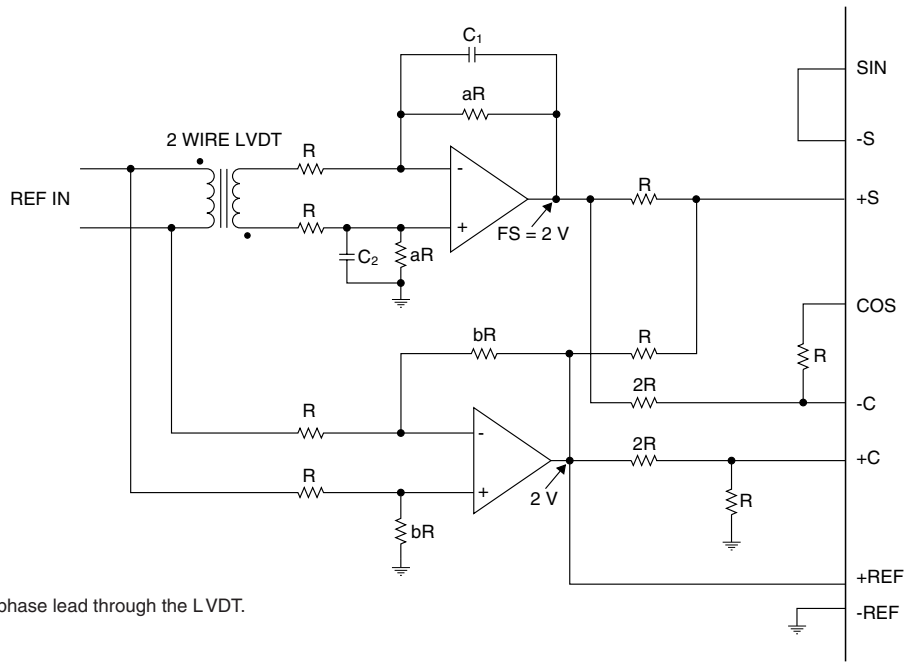 C1
aR
SIN
-S
2 WIRE LVDT
R
-
REF IN
R
R
+S
+
FS = 2 V
C2
aR
COS
bR
R
R
2R
-C
R
-
2R
+C
R
+
2 V
R
bR
+REF
phase lead through the LVDT.
-REF